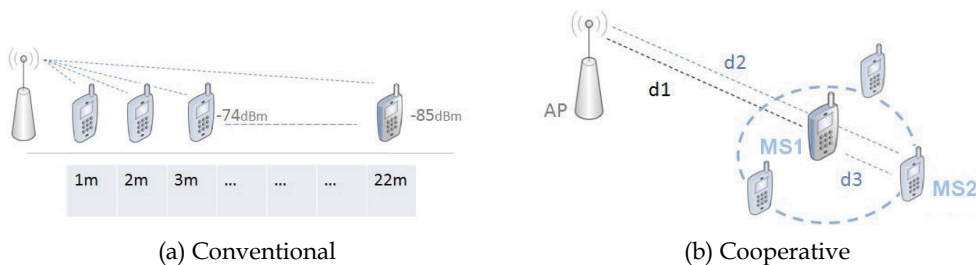 -74dBm
-85dBm
1m 2m 3m ... ... ... 22m
(a) Conventional
AP
d2
d1
MS1
d3
MS2
(b) Cooperative